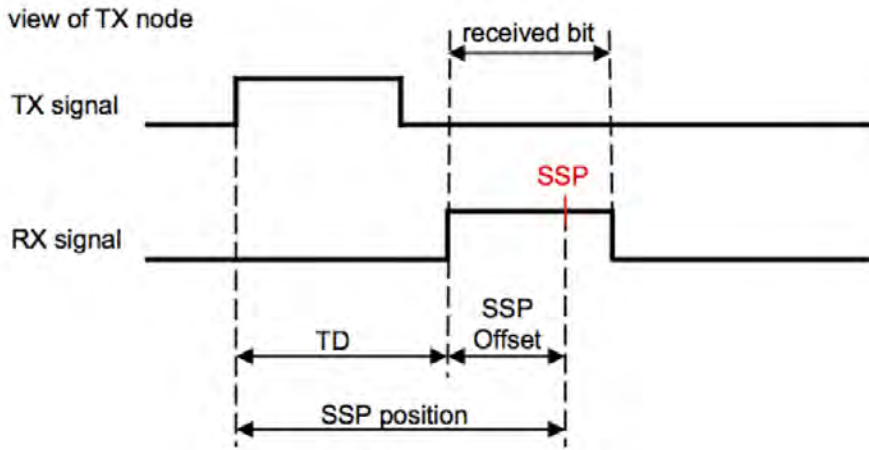 view of TX node
received bit
TX signal
SSP
RX signal
SSP
Offset
TD
SSP position